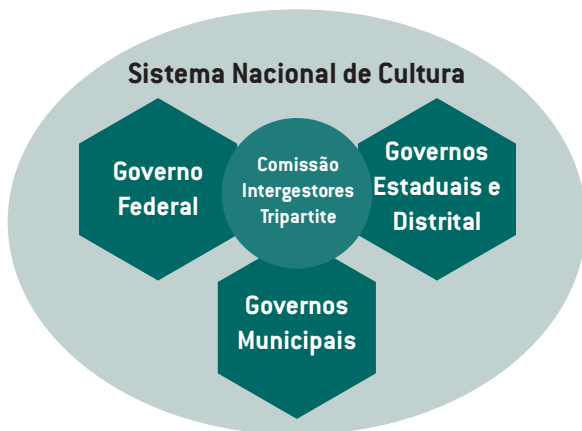 Sistema Nacional de Cultura
Governo
Federal
Comissão
Intergestores
Tripartite
Governos
Estaduais e
Distrital
Governos
Municipais